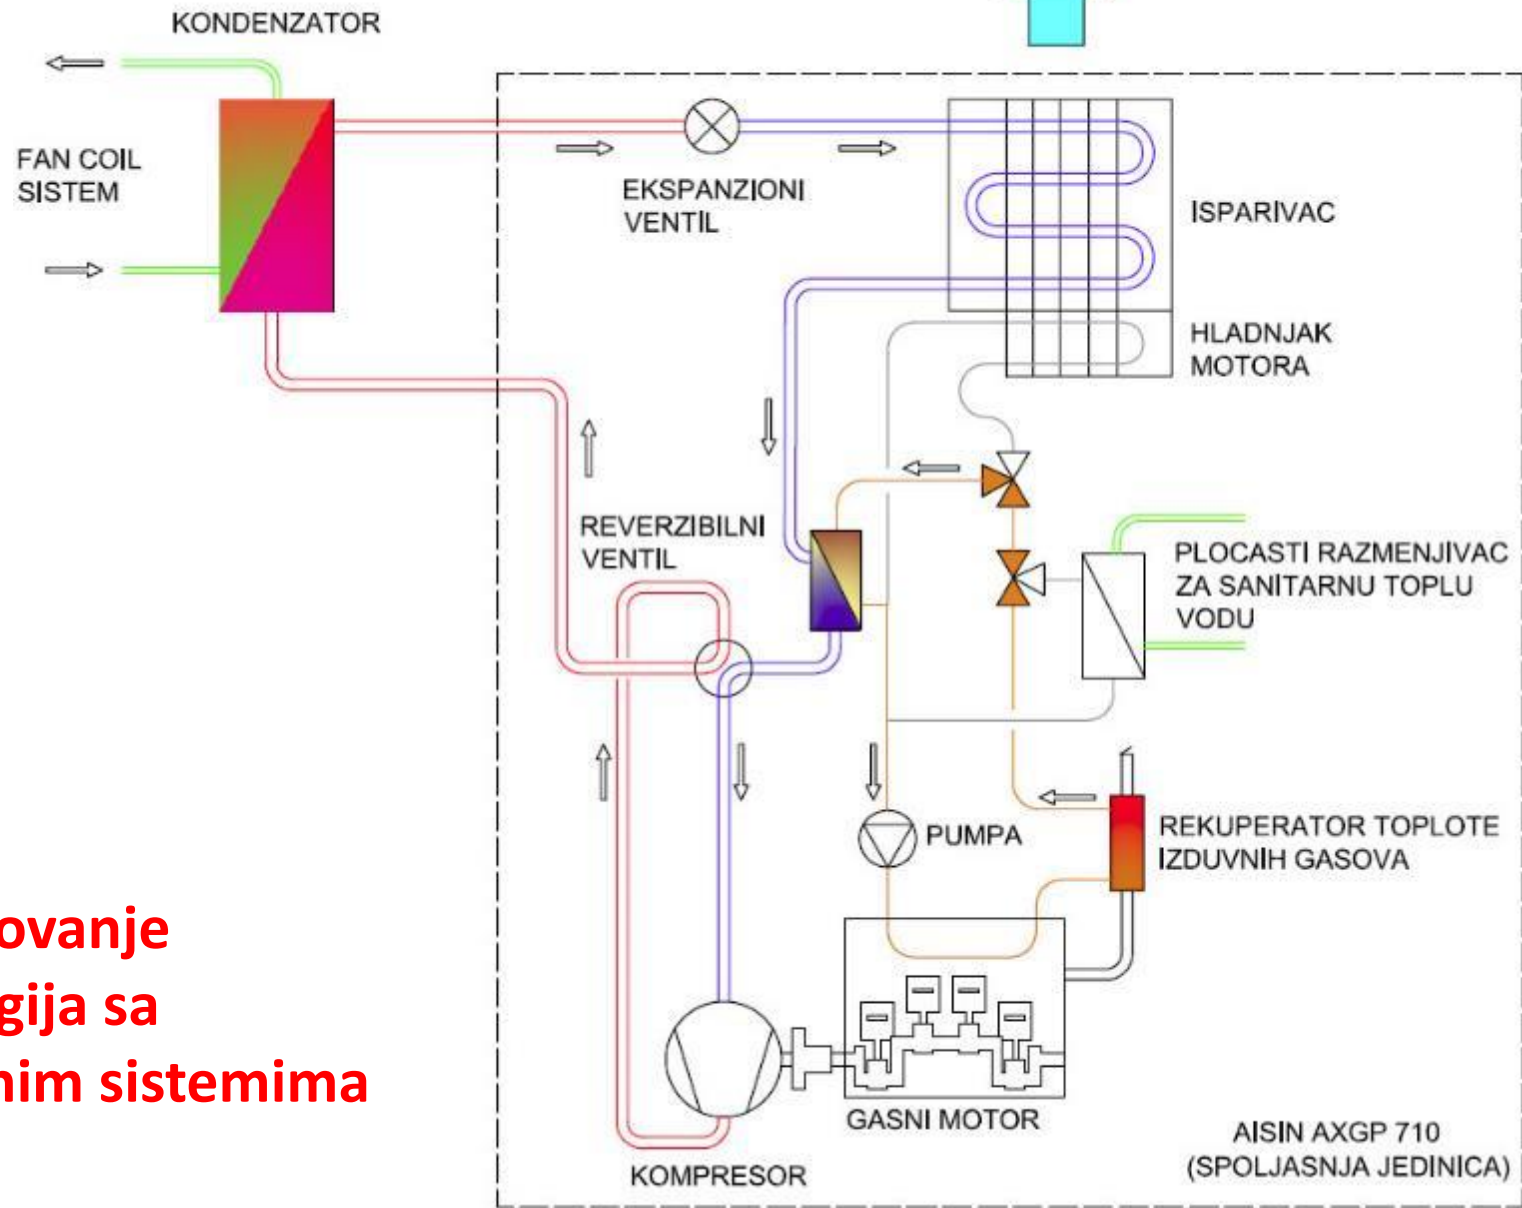 KONDENZATOR
FAN COIL
SISTEM
EKSPANZIONI
VENTIL
ISPARIVAC
HLADNJAK
MOTORA
REVERZIBILNI
VENTIL
PLOCASTI RAZMENJIVAC
ZA SANITARNU TOPLU
VODU
PUMPA
REKUPERATOR TOPLOTE
IZDUVNIH GASOVA
ovanje
gija sa
nim sistemima
GASNI MOTOR
KOMPRESOR
AISIN AXGP 710
(SPOLJASNJA JEDINICA)